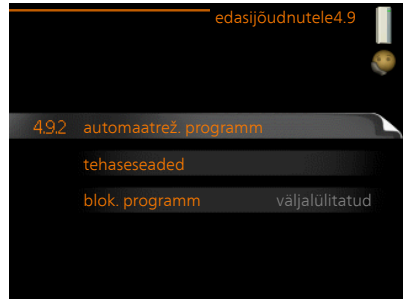 edasijõudnutele4.9
4.9.2 automaatrež. programm
tehaseseaded
blok. programm väljalülitatud